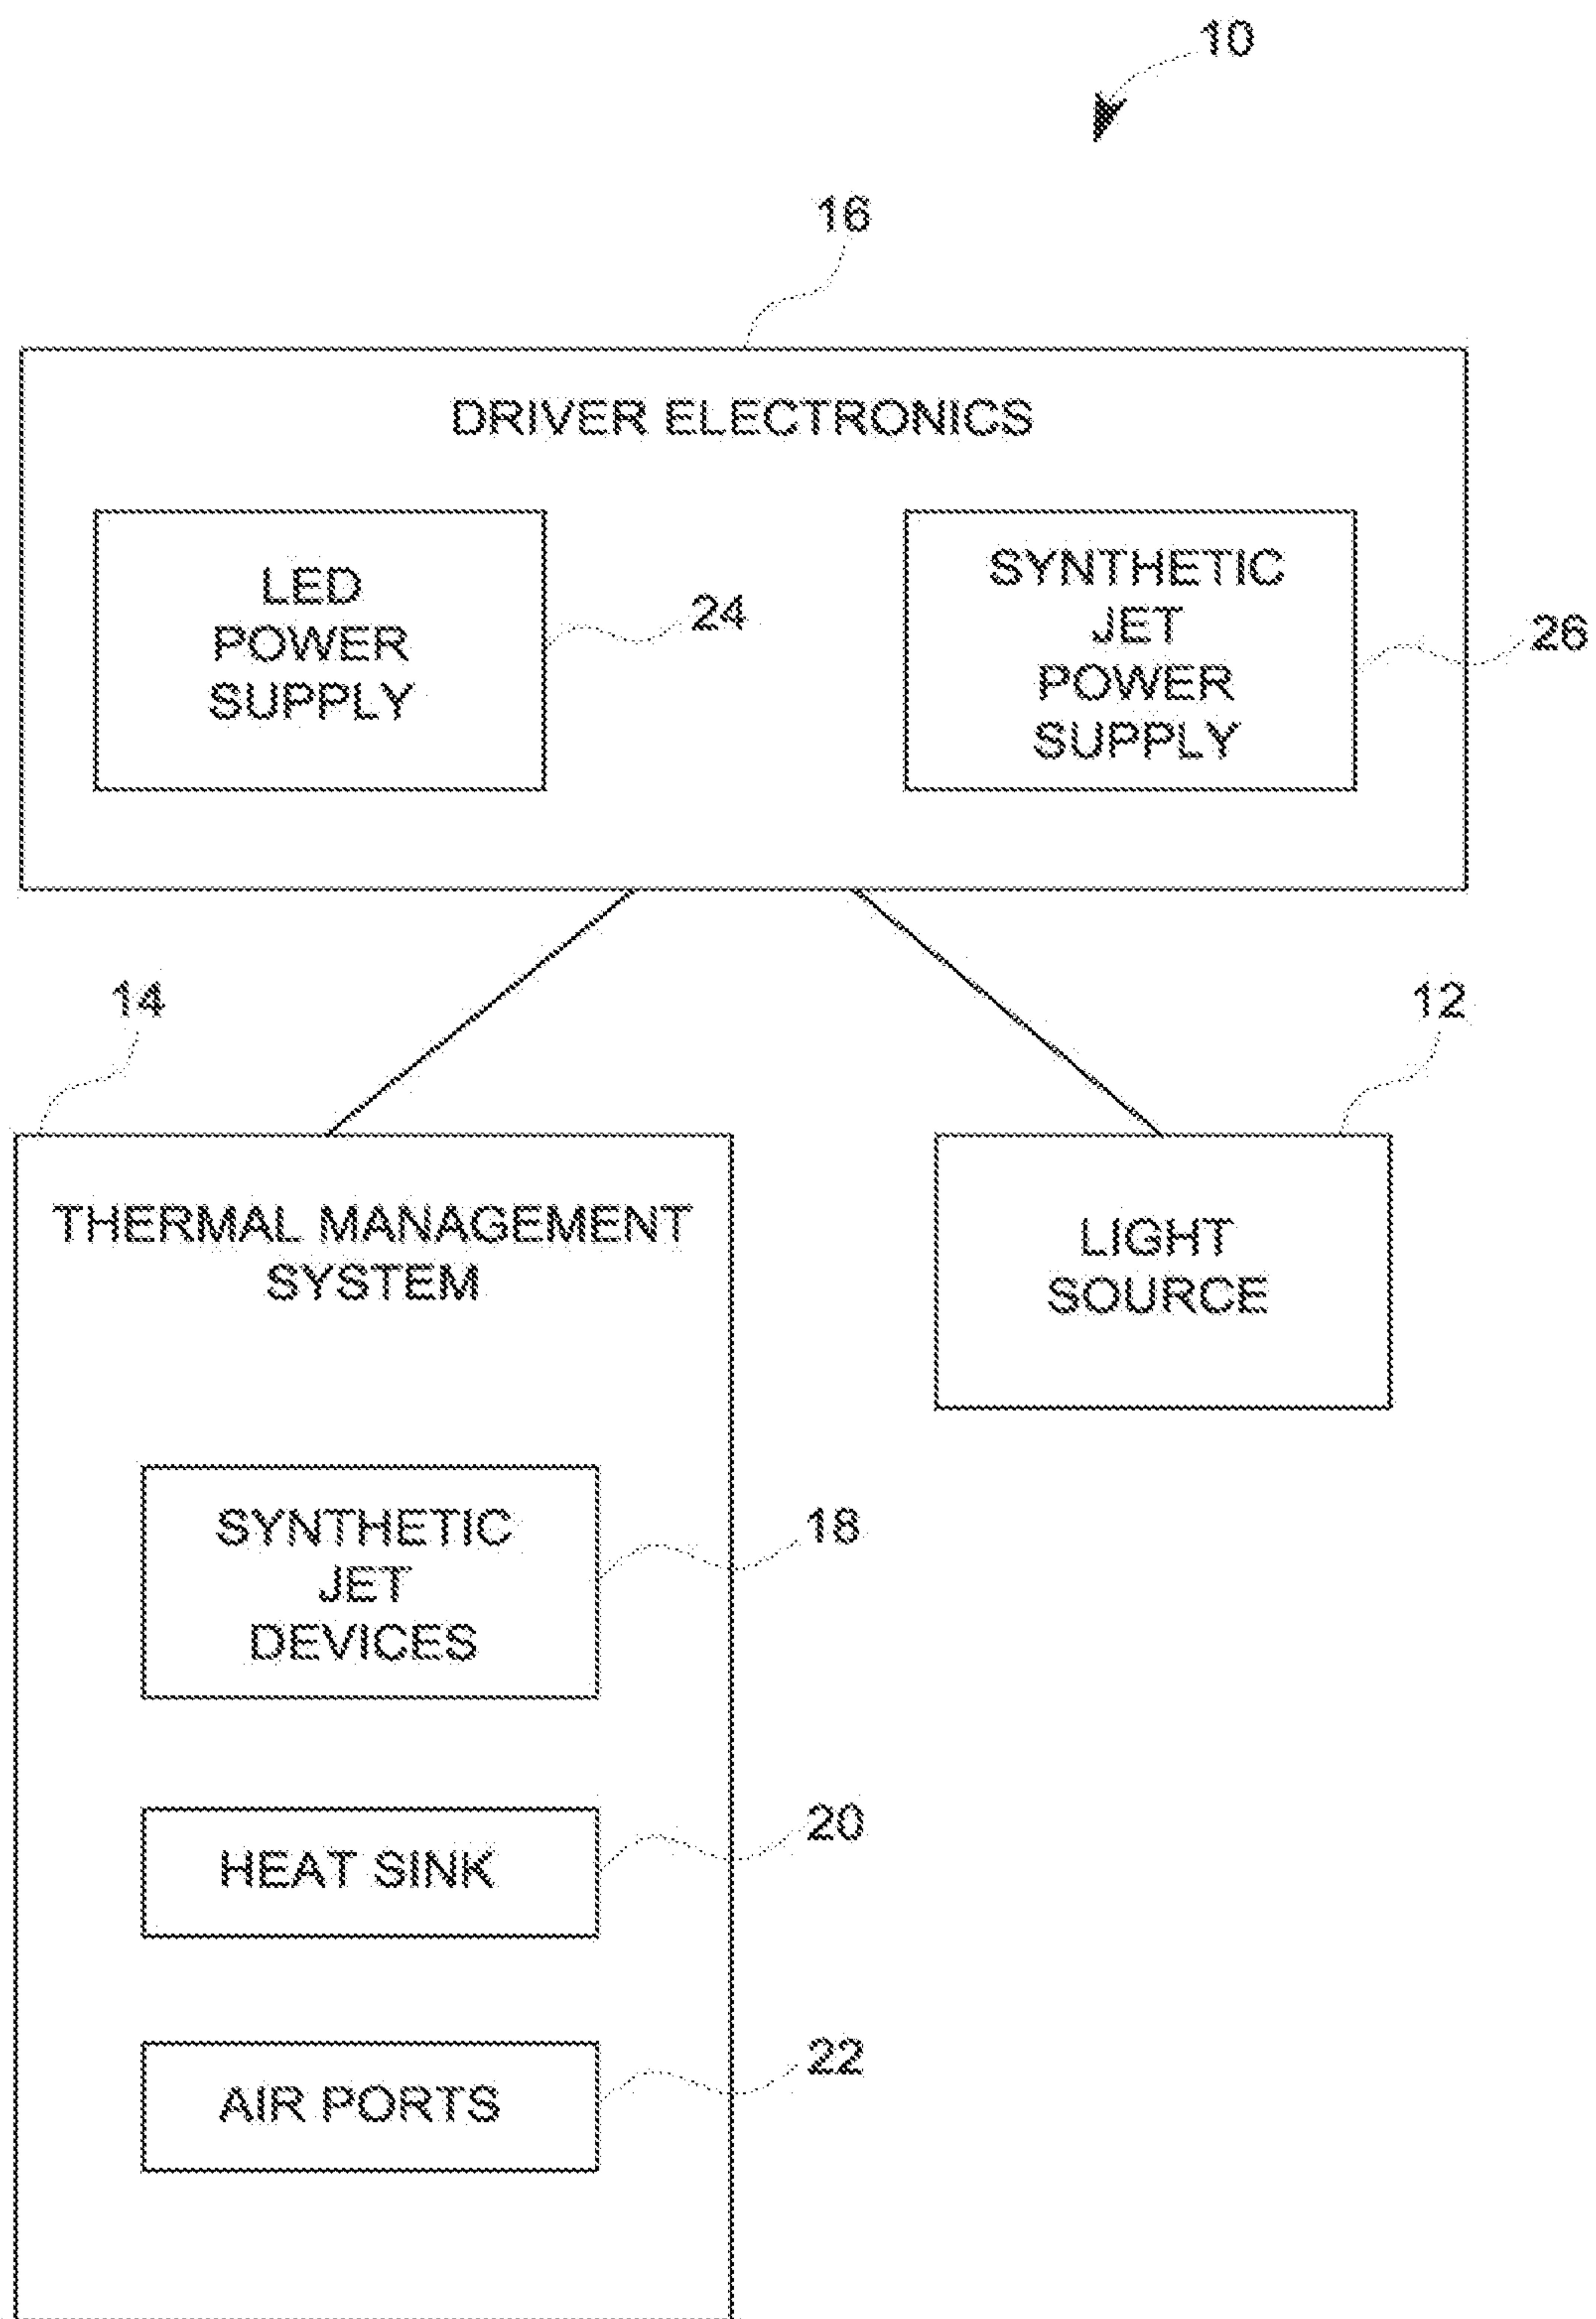 10
16
DRIVER ELECTRONICS
LED
POWER
SUPPLY
24
SYNTHETIC
JET
POWER
SUPPLY
26
14
12
THERMAL MANAGEMENT
SYSTEM
LIGHT
SOURCE
SYNTHETIC
JET
DEVICES
18
HEAT SINK
20
AIR PORTS
22